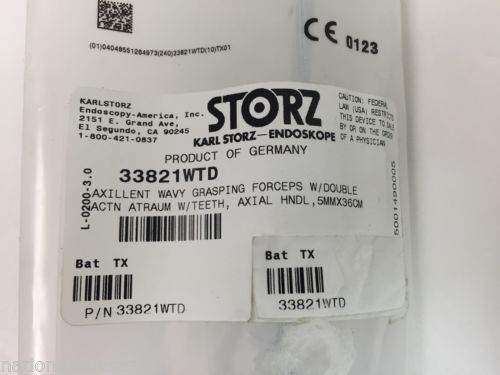 (01)04048551264973(240)33821WTD(10)TX01
CE 0123
KARLSTORZ
Endoscopy-America, Inc.
2151 E. Grand Ave,
El Segundo, CA 90245
1-800-421-0837
STORZ
KARL STORZ—ENDOSKOPE
CAUTION: FEDERAL
LAW (USA) RESTRICTS
THIS DEVICE TO SALE
BY OR ON THE ORDER
OF A PHYSICIAN
PRODUCT OF GERMANY
33821WTD
AXILLENT WAVY GRASPING FORCEPS W/DOUBLE
ACTN ATRAUM W/TEETH, AXIAL HNDL,5MMX36CM
L-0200-3.0
5001490005
Bat TX
P/N 33821WTD
Bat TX
33821WTD